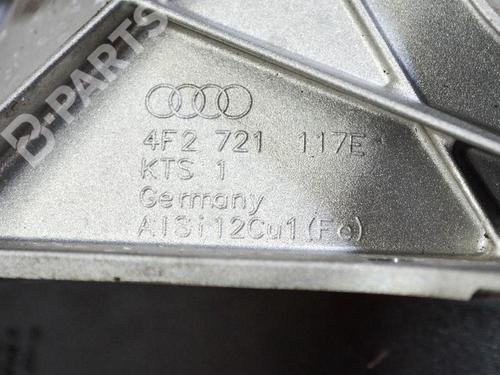 B-PARTS
4F2 721 117E
KTS 1
Germany
AlSi12Cu1(Fe)